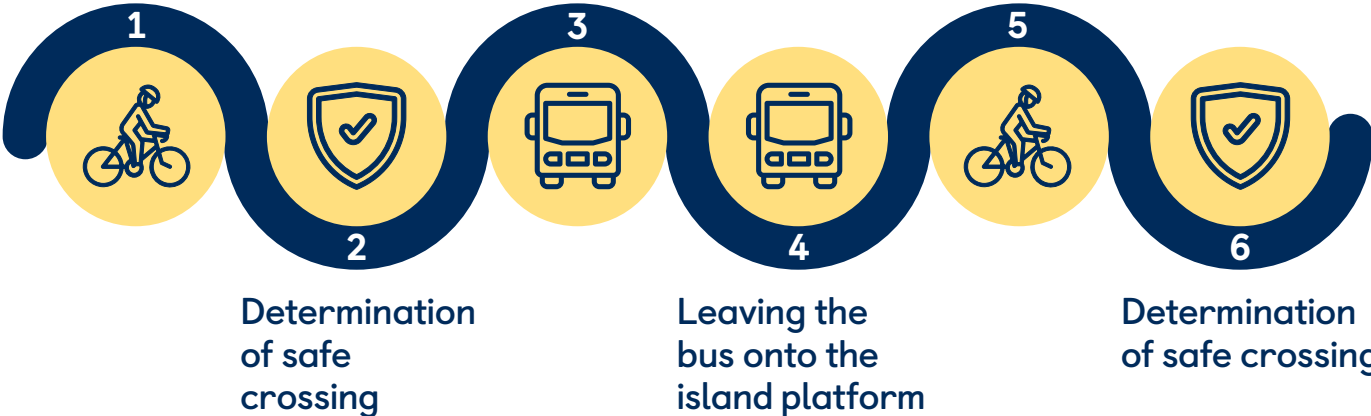 1
3
5
2
4
6
Determination
of safe
crossing
Leaving the
bus onto the
island platform
Determination
of safe crossing